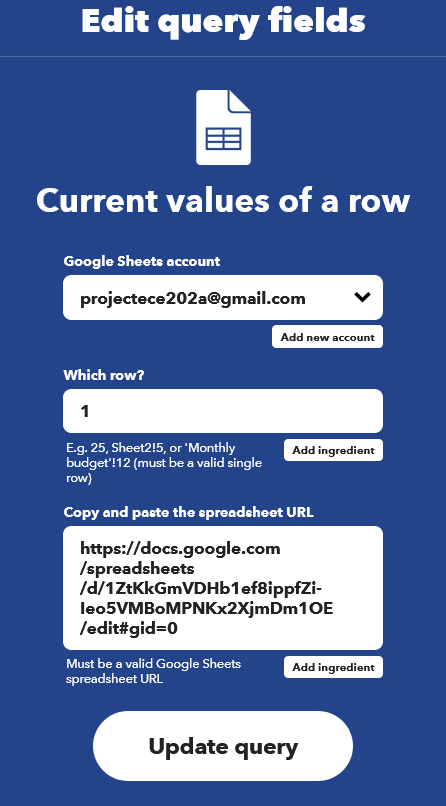 Edit query fields
Current values of a row
Google Sheets account
projectece202a@gmail.com
Add new account
Which row?
1
E.g. 25, Sheet2!5, or 'Monthly
budget'!12 (must be a valid single
row)
Add ingredient
Copy and paste the spreadsheet URL
https://docs.google.com
/spreadsheets
/d/1ZtKkGmVDHb1ef8ippfZi-
Ieo5VMBoMPNKx2XjmDm1OE
/edit#gid=0
Must be a valid Google Sheets
spreadsheet URL
Add ingredient
Update query